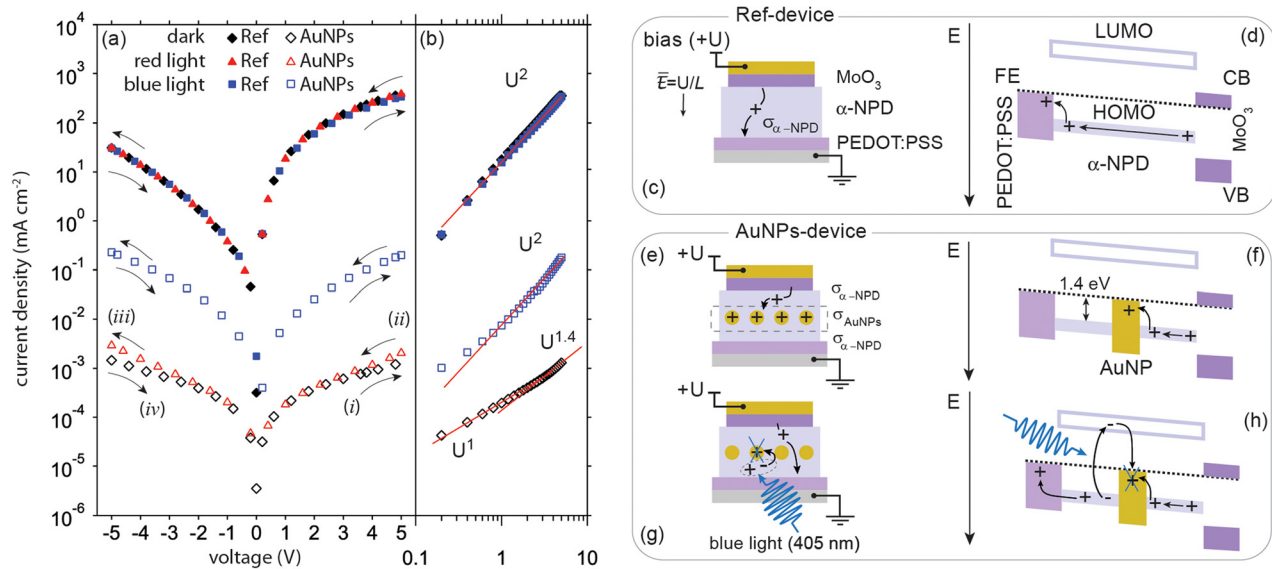 (a)
dark ◆ Ref ◇ AuNPs
red light ▲ Ref △ AuNPs
blue light ■ Ref □ AuNPs
current density (mA cm⁻²)
10⁴
10³
10²
10¹
10⁰
10⁻¹
10⁻²
10⁻³
10⁻⁴
10⁻⁵
10⁻⁶
(iii)
(ii)
(iv)
(i)
-5 -4 -3 -2 -1 0 1 2 3 4 5
voltage (V)
(b)
U²
U²
U¹·⁴
U¹
0.1 1 10
Ref-device
bias (+U)
Ɛ̅=U/L
MoO₃
α-NPD
σα−NPD
PEDOT:PSS
(c)
E
(d)
LUMO
FE
CB
HOMO
PEDOT:PSS
α-NPD
MoO₃
VB
AuNPs-device
(e)
+U
σα−NPD
σAuNPs
σα−NPD
E
(f)
1.4 eV
AuNP
+U
(g)
blue light (405 nm)
E
(h)